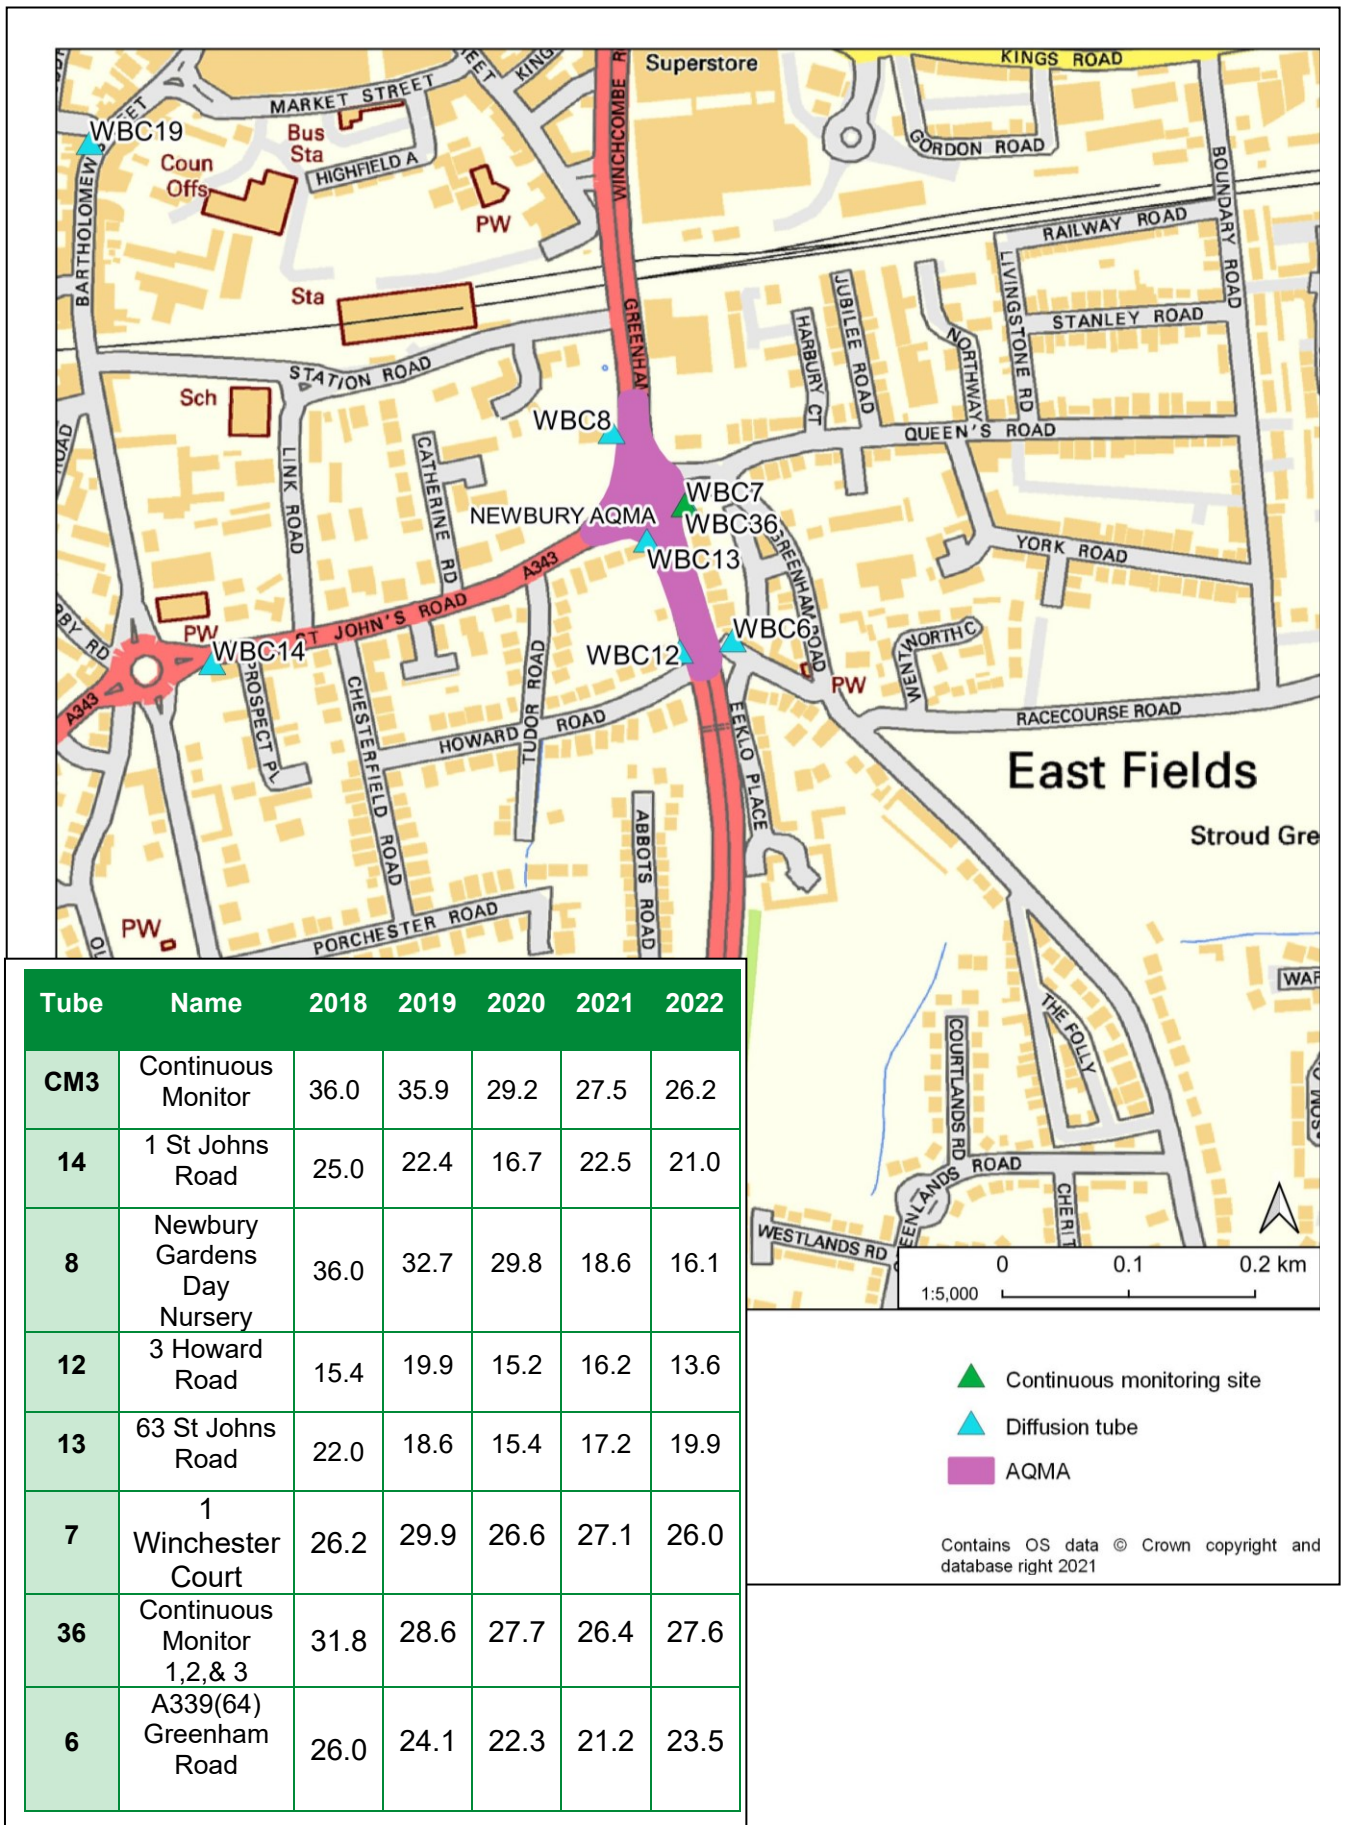 Superstore
KINGS ROAD
KING
EET
MARKET STREET
WINCHCOMBE R
WBC19
EET
Bus
Sta
Coun
Offs
HIGHFIELD A
GORDON ROAD
BOUNDARY ROAD
BARTHOLOMEW
PW
RAILWAY ROAD
Sta
LIVINGSTONE RD
JUBILEE ROAD
HARBURY CT
NORTHWAY
STANLEY ROAD
GREENHAM
STATION ROAD
Sch
WBC8
QUEEN'S ROAD
ROAD
LINK ROAD
CATHERINE RD
WBC7
NEWBURY AQMA
WBC36
GREENHAM ROAD
WBC13
YORK ROAD
A343
ST JOHN'S ROAD
RBY RD
PW
WBC14
WBC6
WBC12
WENTWORTH C
PW
A343
PROSPECT PL
CHESTERFIELD ROAD
TUDOR ROAD
HOWARD ROAD
EEKLO PLACE
RACECOURSE ROAD
East Fields
Stroud Gre
ABBOTS ROAD
PW
OL
PORCHESTER ROAD
WAR
THE FOLLY
COURTLANDS RD
EENLANDS ROAD
CHERIT
WESTLANDS RD
0 0.1 0.2 km
1:5,000
Continuous monitoring site
Diffusion tube
AQMA
Contains OS data © Crown copyright and
database right 2021
Tube Name 2018 2019 2020 2021 2022
CM3 Continuous Monitor 36.0 35.9 29.2 27.5 26.2
14 1 St Johns Road 25.0 22.4 16.7 22.5 21.0
8 Newbury Gardens Day Nursery 36.0 32.7 29.8 18.6 16.1
12 3 Howard Road 15.4 19.9 15.2 16.2 13.6
13 63 St Johns Road 22.0 18.6 15.4 17.2 19.9
7 1 Winchester Court 26.2 29.9 26.6 27.1 26.0
36 Continuous Monitor 1,2,& 3 31.8 28.6 27.7 26.4 27.6
6 A339(64) Greenham Road 26.0 24.1 22.3 21.2 23.5